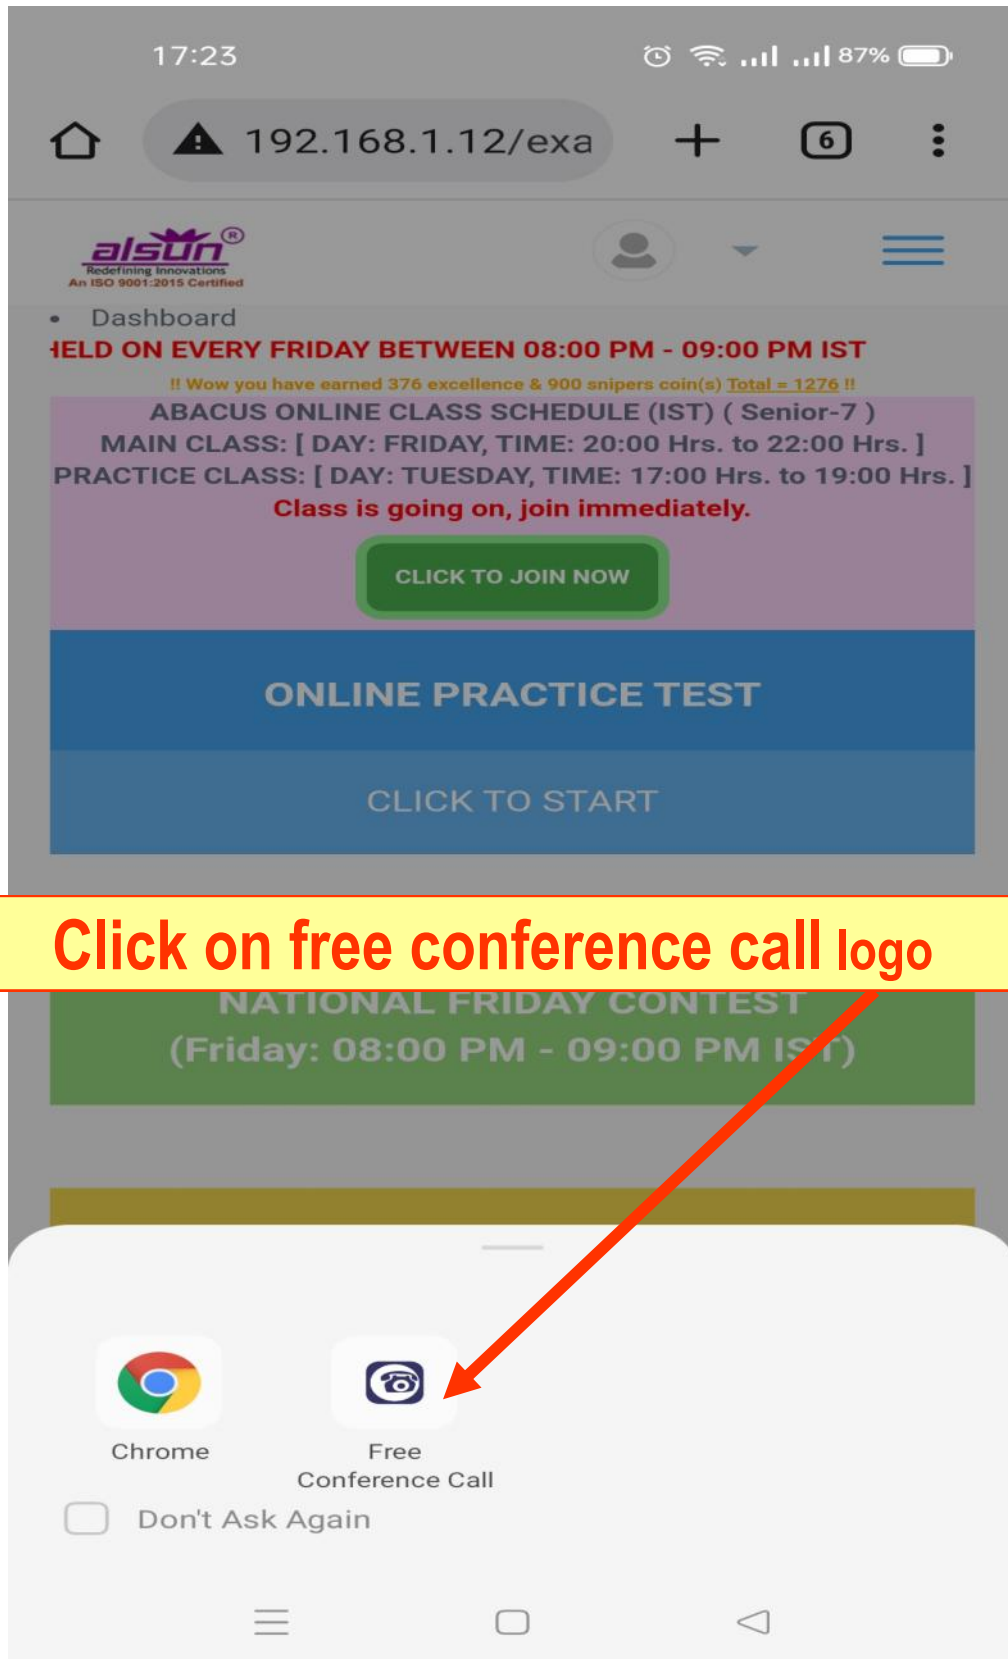 17:23
87%
192.168.1.12/exa
6
alsun®
Redefining Innovations
An ISO 9001:2015 Certified
• Dashboard
HELD ON EVERY FRIDAY BETWEEN 08:00 PM - 09:00 PM IST
!! Wow you have earned 376 excellence & 900 snipers coin(s) Total = 1276 !!
ABACUS ONLINE CLASS SCHEDULE (IST) ( Senior-7 )
MAIN CLASS: [ DAY: FRIDAY, TIME: 20:00 Hrs. to 22:00 Hrs. ]
PRACTICE CLASS: [ DAY: TUESDAY, TIME: 17:00 Hrs. to 19:00 Hrs. ]
Class is going on, join immediately.
CLICK TO JOIN NOW
ONLINE PRACTICE TEST
CLICK TO START
Click on free conference call logo
NATIONAL FRIDAY CONTEST
(Friday: 08:00 PM - 09:00 PM IST)
Chrome
Free
Conference Call
Don't Ask Again